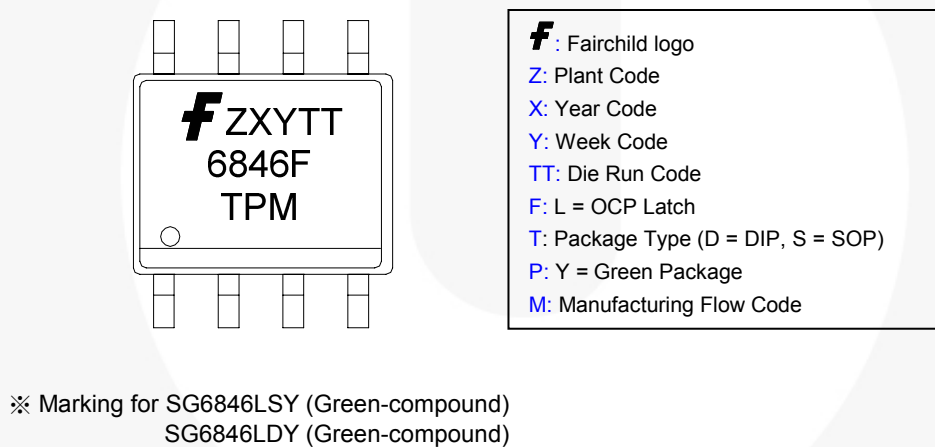 ZXYTT
6846F
TPM
: Fairchild logo
Z: Plant Code
X: Year Code
Y: Week Code
TT: Die Run Code
F: L = OCP Latch
T: Package Type (D = DIP, S = SOP)
P: Y = Green Package
M: Manufacturing Flow Code
※ Marking for SG6846LSY (Green-compound)
SG6846LDY (Green-compound)